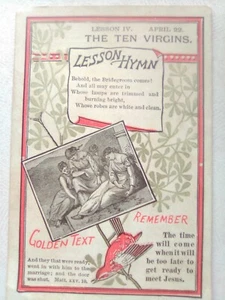 LESSON IV. APRIL 22.
THE TEN VIRGINS.
LESSON HYMN
Behold, the Bridegroom comes!
And all may enter in
Whose lamps are trimmed and
burning bright,
Whose robes are white and clean.
GOLDEN TEXT
And they that were ready
went in with him to the
marriage: and the door
was shut. Matt. xxv. 10.
REMEMBER
The time
will come
when it will
be too late to
get ready to
meet Jesus.